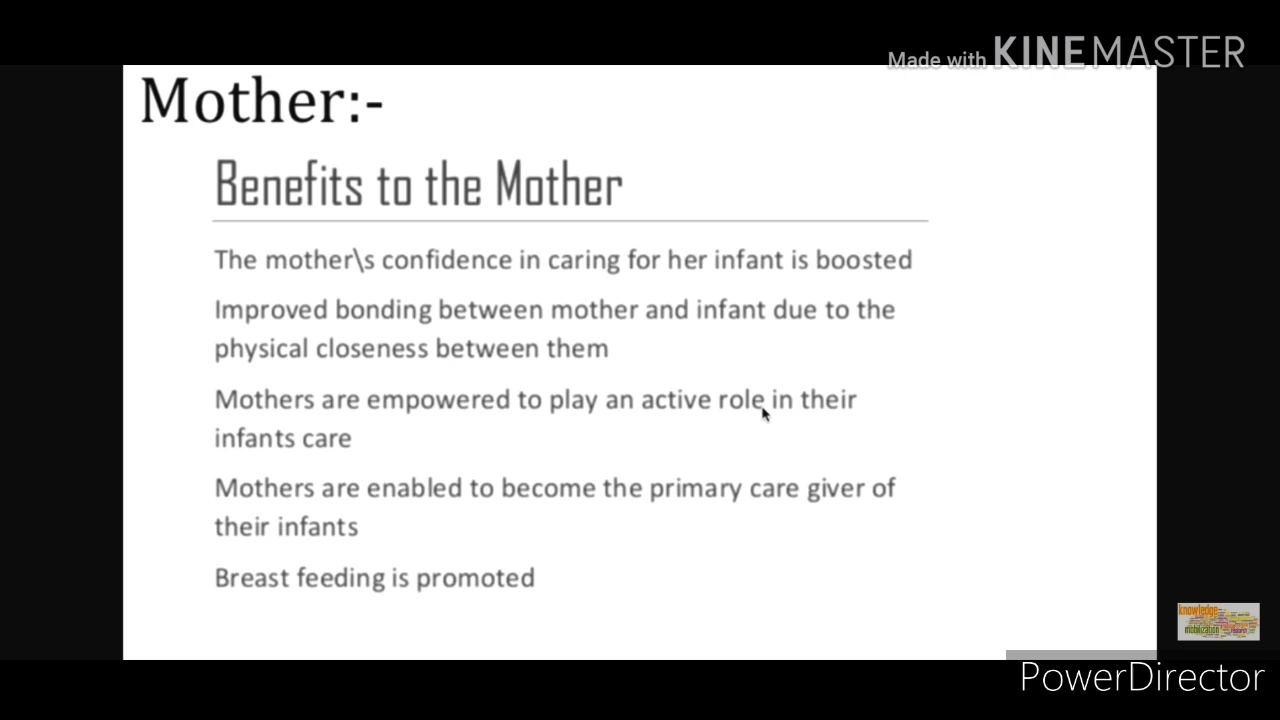 Made with KINEMASTER
Mother:-
Benefits to the Mother
The mother\s confidence in caring for her infant is boosted
Improved bonding between mother and infant due to the
physical closeness between them
Mothers are empowered to play an active role in their
infants care
Mothers are enabled to become the primary care giver of
their infants
Breast feeding is promoted
knowledge
mobilization
PowerDirector